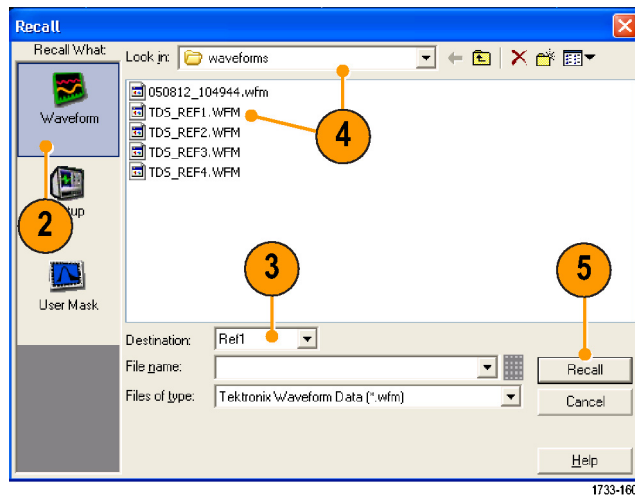 Recall
Recall What:
Look in: waveforms
Waveform
050812_104944.wfm
TDS_REF1.WFM
TDS_REF2.WFM
TDS_REF3.WFM
TDS_REF4.WFM
4
2
up
User Mask
3
5
Destination: Ref1
File name:
Recall
Files of type: Tektronix Waveform Data (*.wfm)
Cancel
Help
1733-160